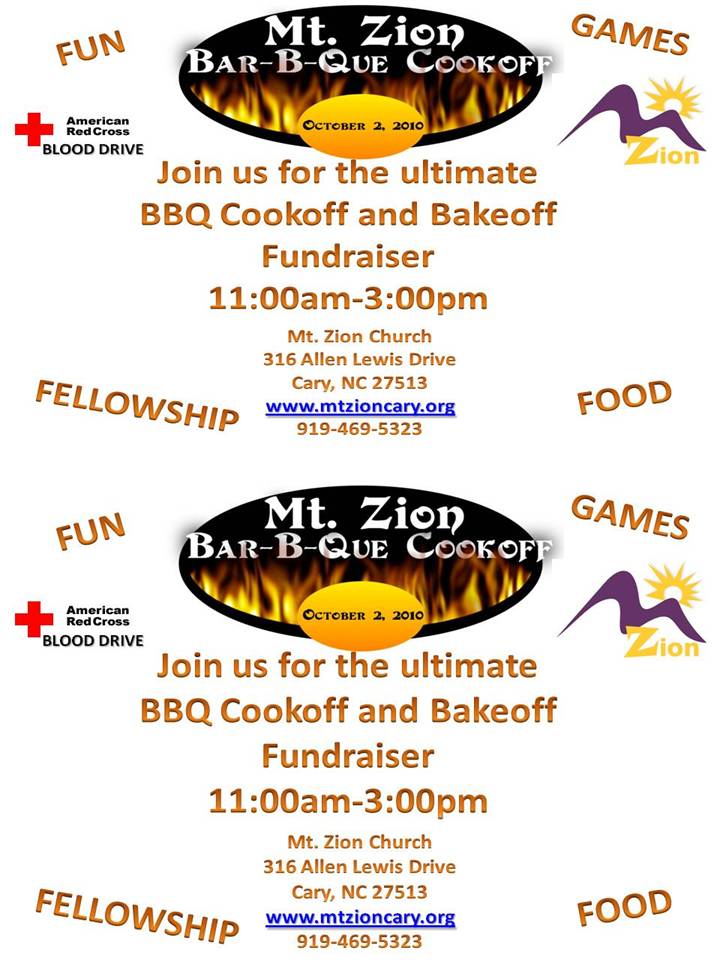 FUN
Mt. Zion
Bar-B-Que Cookoff
GAMES
October 2, 2010
American
Red Cross
BLOOD DRIVE
Zion
Join us for the ultimate
BBQ Cookoff and Bakeoff
Fundraiser
11:00am-3:00pm
Mt. Zion Church
316 Allen Lewis Drive
Cary, NC 27513
www.mtzioncary.org
919-469-5323
FELLOWSHIP
FOOD
FUN
Mt. Zion
Bar-B-Que Cookoff
GAMES
October 2, 2010
American
Red Cross
BLOOD DRIVE
Zion
Join us for the ultimate
BBQ Cookoff and Bakeoff
Fundraiser
11:00am-3:00pm
Mt. Zion Church
316 Allen Lewis Drive
Cary, NC 27513
www.mtzioncary.org
919-469-5323
FELLOWSHIP
FOOD